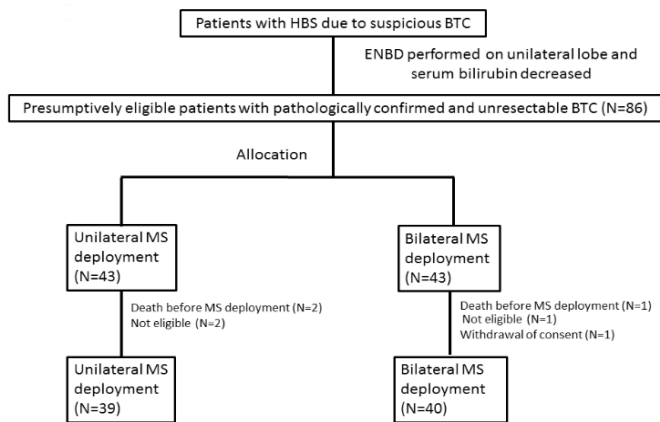 Patients with HBS due to suspicious BTC
ENBD performed on unilateral lobe and
serum bilirubin decreased
Presumptively eligible patients with pathologically confirmed and unresectable BTC (N=86)
Allocation
Unilateral MS
deployment
(N=43)
Bilateral MS
deployment
(N=43)
Death before MS deployment (N=2)
Not eligible (N=2)
Death before MS deployment (N=1)
Not eligible (N=1)
Withdrawal of consent (N=1)
Unilateral MS
deployment
(N=39)
Bilateral MS
deployment
(N=40)